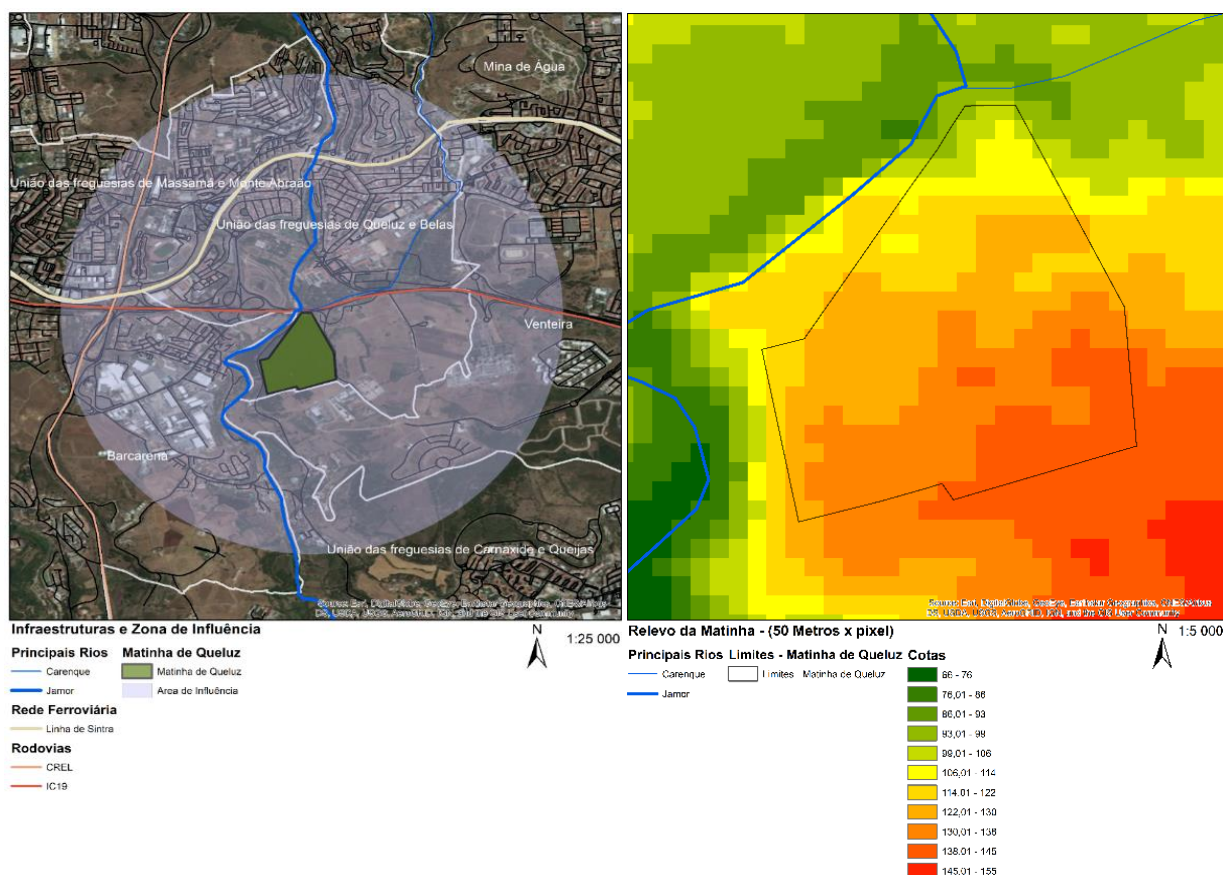 Mina de Água
União das freguesias de Massamá e Monte Abraão
União das freguesias de Queluz e Belas
Venteira
**Barcarena
União das freguesias de Carnaxide e Queijas
Infraestruturas e Zona de Influência
N
1:25 000
Principais Rios
Carenque
Jamor
Matinha de Queluz
Matinha de Queluz
Area de Influência
Rede Ferroviária
Linha de Sintra
Rodovias
CREL
IC19
Relevo da Matinha - (50 Metros x pixel)
N
1:5 000
Principais Rios
Carenque
Jamor
Limites - Matinha de Queluz
Limites - Matinha de Queluz
Cotas
66 - 76
76,01 - 86
86,01 - 93
93,01 - 99
99,01 - 106
106,01 - 114
114,01 - 122
122,01 - 130
130,01 - 138
138,01 - 145
145,01 - 155